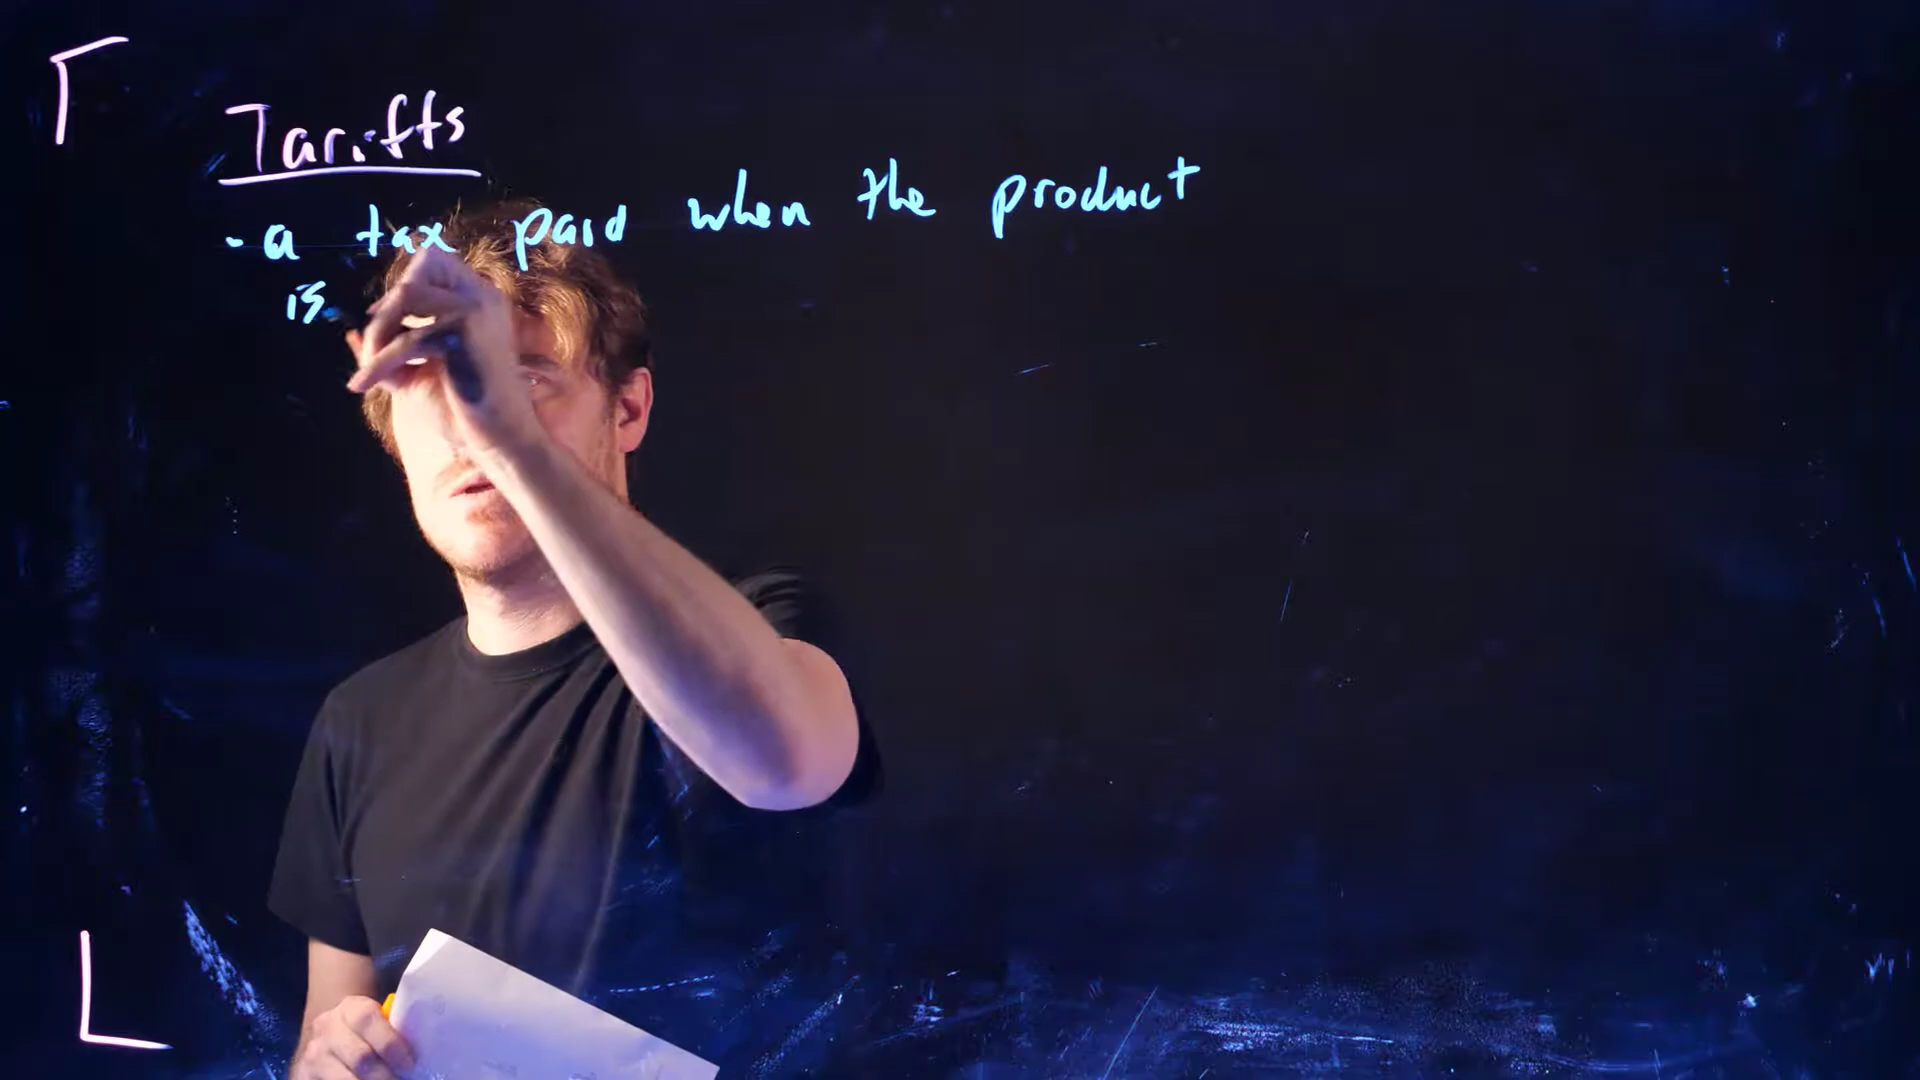 Tariffs
- a tax paid when the product
is